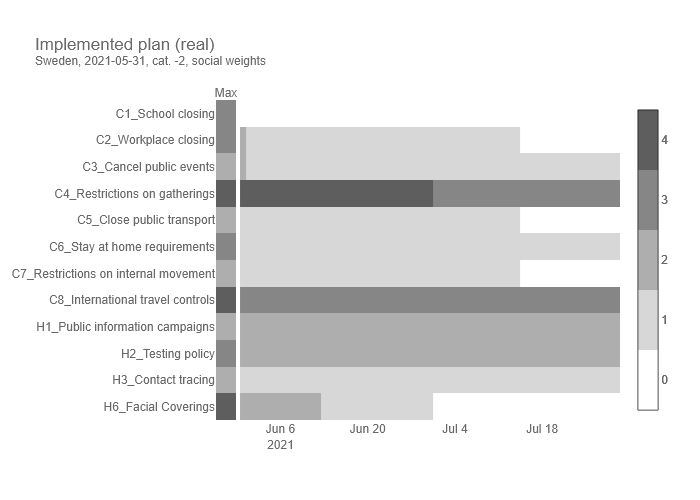 Implemented plan (real)
Sweden, 2021-05-31, cat. -2, social weights
Max
C1_School closing
C2_Workplace closing
C3_Cancel public events
C4_Restrictions on gatherings
C5_Close public transport
C6_Stay at home requirements
C7_Restrictions on internal movement
C8_International travel controls
H1_Public information campaigns
H2_Testing policy
H3_Contact tracing
H6_Facial Coverings
Jun 6 Jun 20 Jul 4 Jul 18
2021
4
3
2
1
0